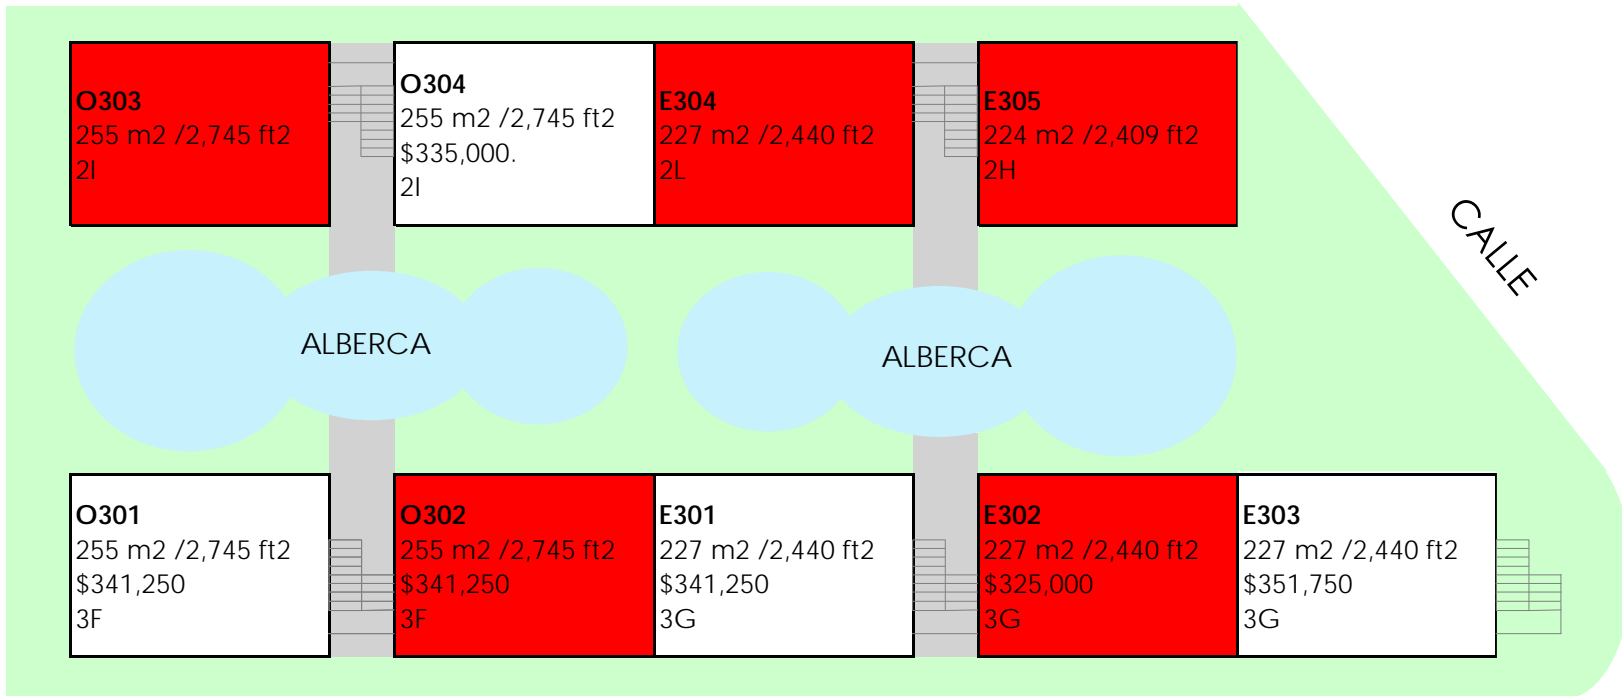 O303
255 m2 /2,745 ft2
2I
O304
255 m2 /2,745 ft2
$335,000.
2I
E304
227 m2 /2,440 ft2
2L
E305
224 m2 /2,409 ft2
2H
CALLE
ALBERCA
ALBERCA
O301
255 m2 /2,745 ft2
$341,250
3F
O302
255 m2 /2,745 ft2
$341,250
3F
E301
227 m2 /2,440 ft2
$341,250
3G
E302
227 m2 /2,440 ft2
$325,000
3G
E303
227 m2 /2,440 ft2
$351,750
3G